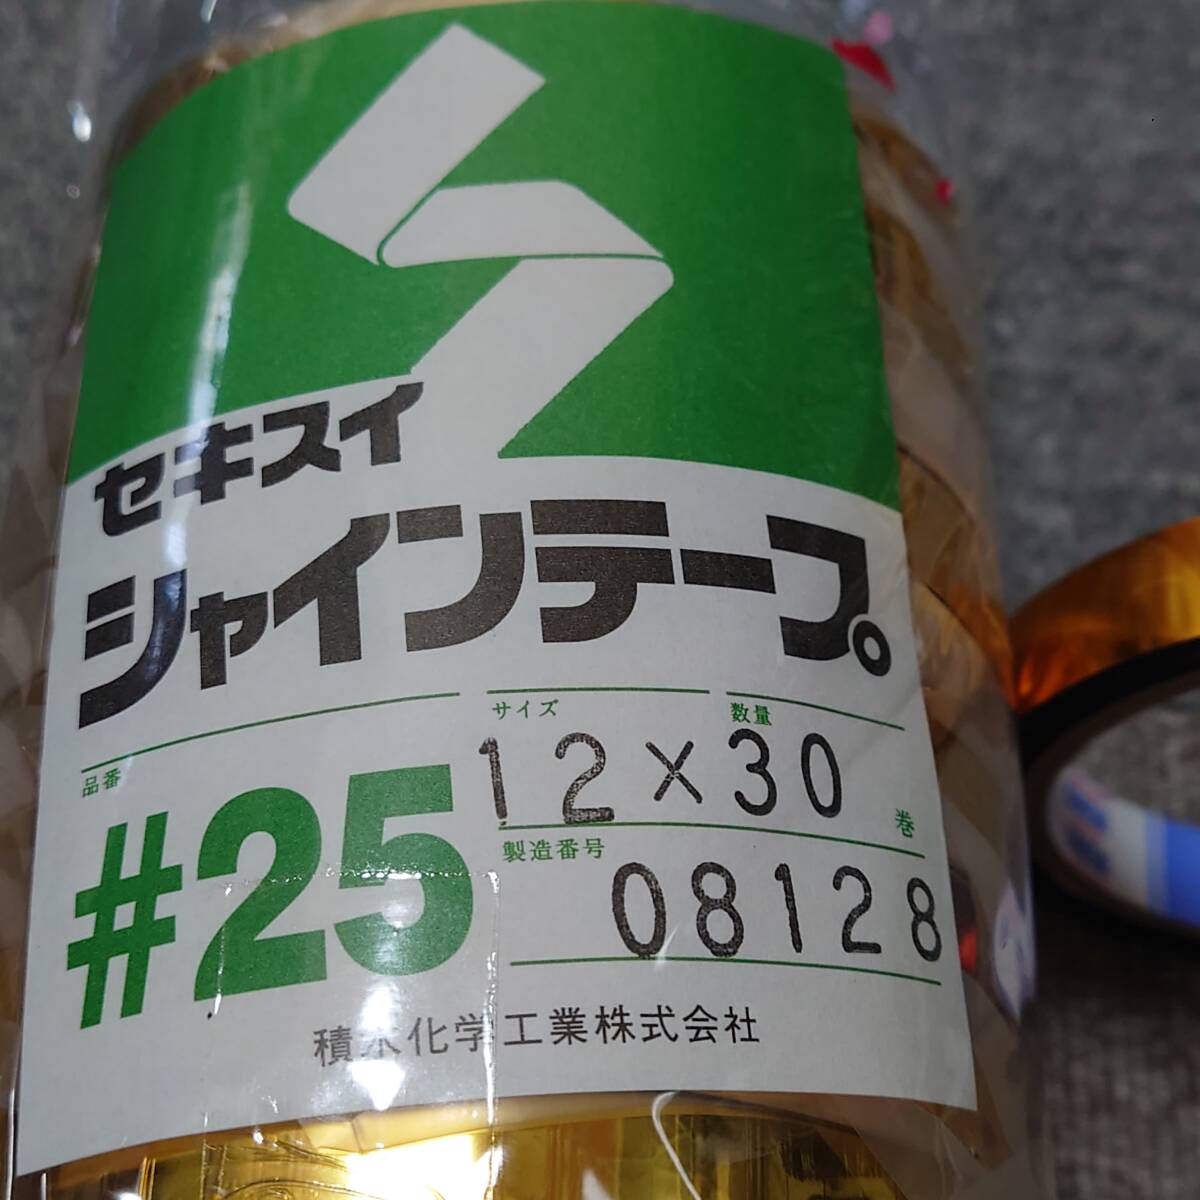 セキスイ
シャインテープ
品番
#25
サイズ 数量
12×30 巻
製造番号
08128
積水化学工業株式会社